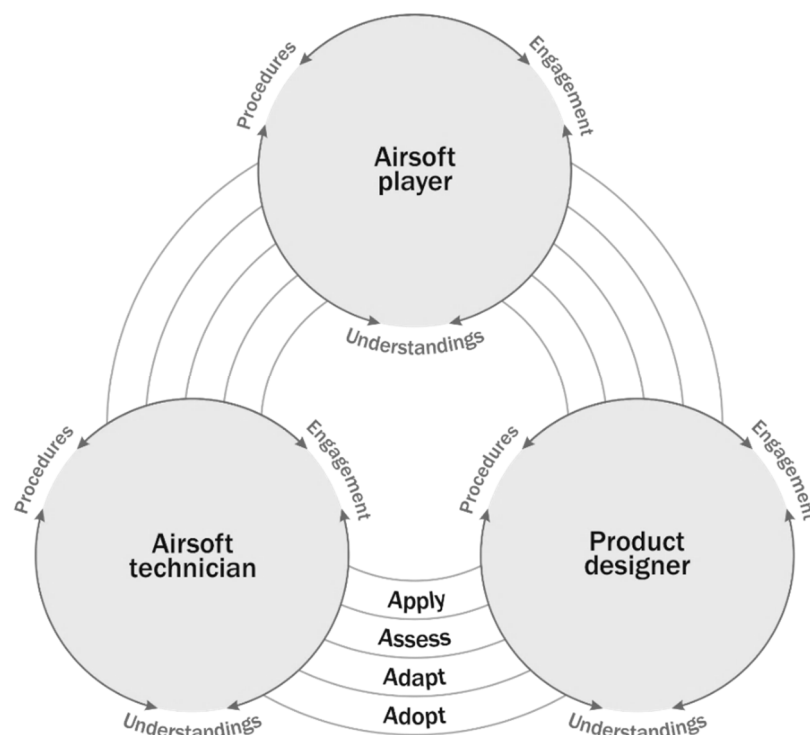 Procedures
Engagement
Airsoft
player
Understandings
Procedures
Engagement
Procedures
Engagement
Airsoft
technician
Product
designer
Apply
Assess
Adapt
Adopt
Understandings
Understandings